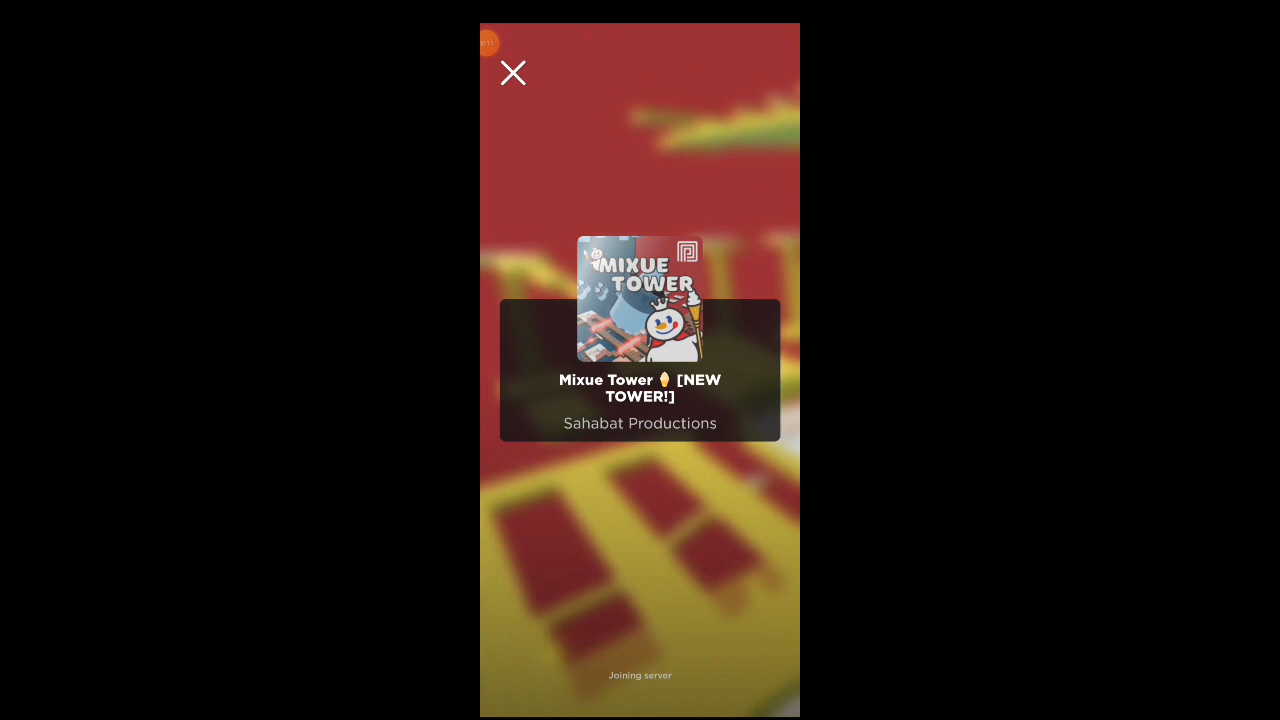 MIXUE
TOWER
Mixue Tower 🍦 [NEW
TOWER!]
Sahabat Productions
Joining server